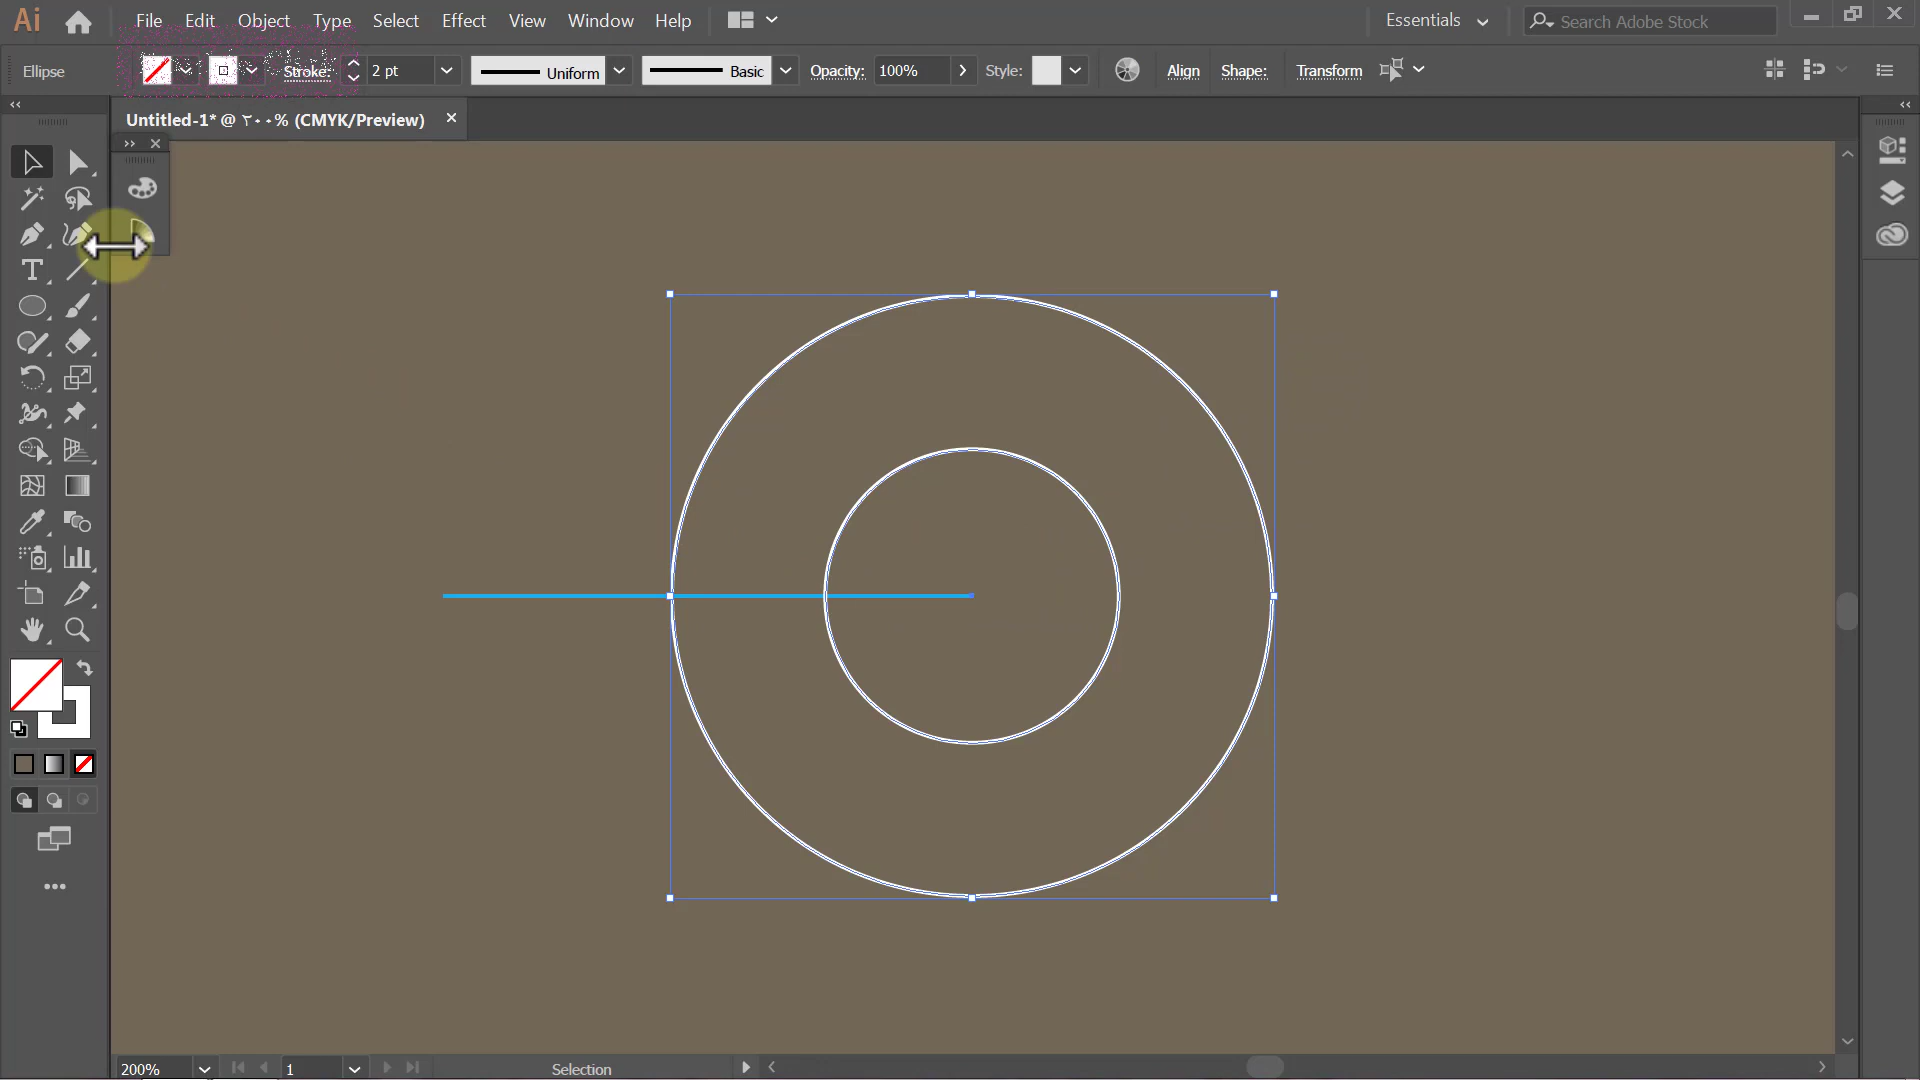 Ai File Edit Object Type Select Effect View Window Help Essentials Search Adobe Stock
Ellipse Stroke: 2 pt Uniform Basic Opacity: 100% Style: Align Shape: Transform
Untitled-1* @ ٢٠٠% (CMYK/Preview)
200% 1 Selection